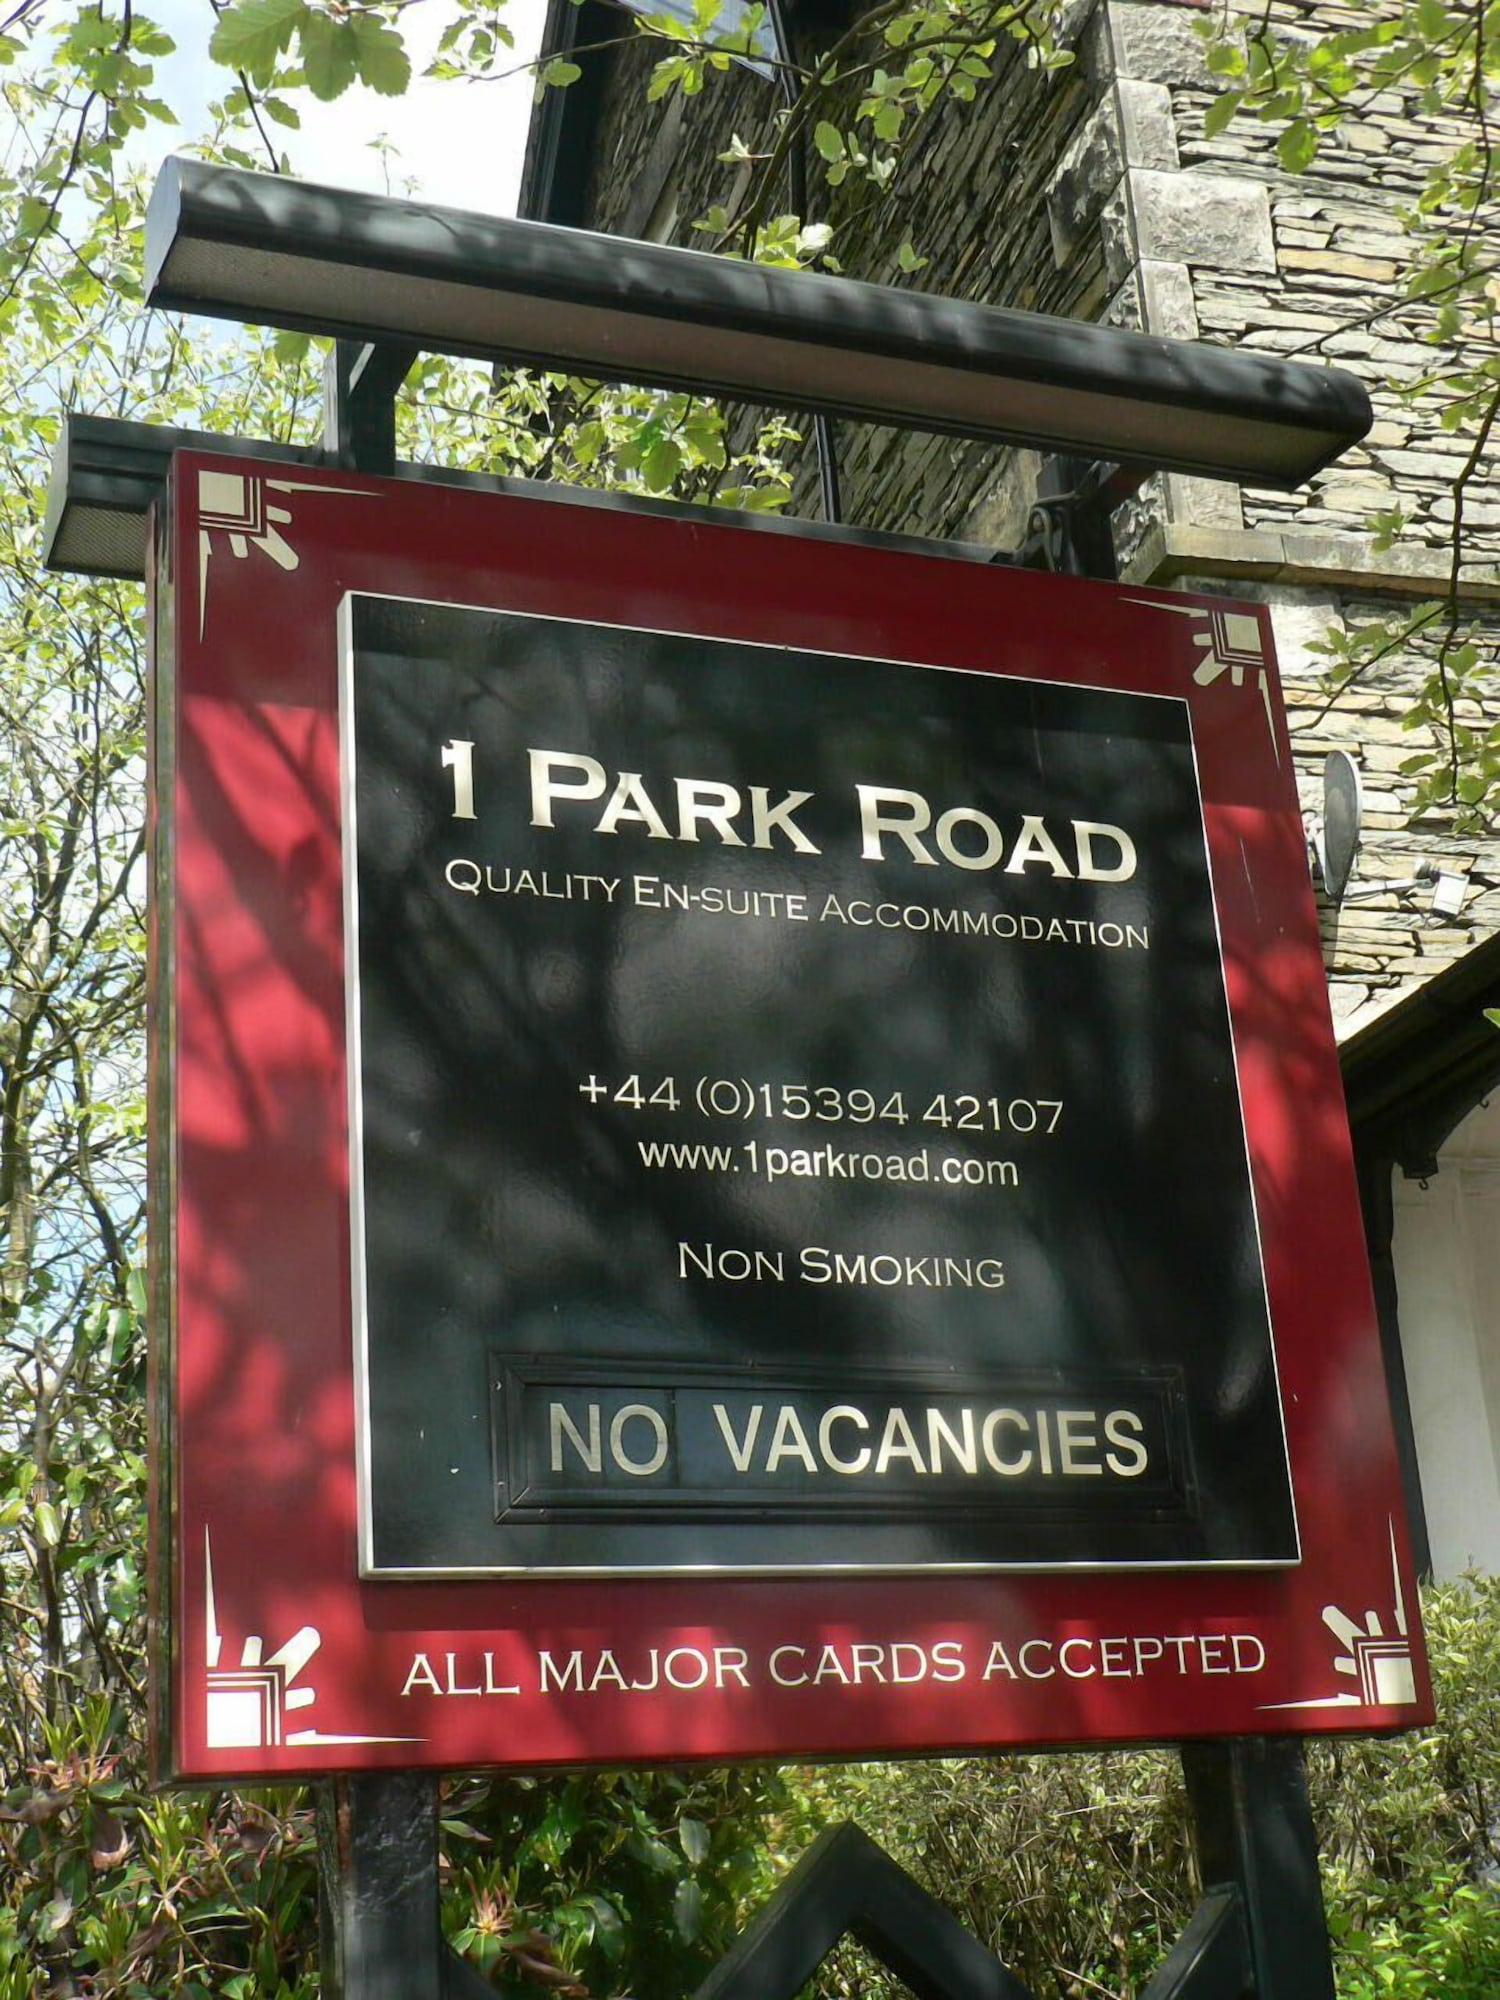 1 Park Road
Quality En-suite Accommodation
+44 (0)15394 42107
www.1parkroad.com
Non Smoking
NO VACANCIES
ALL MAJOR CARDS ACCEPTED